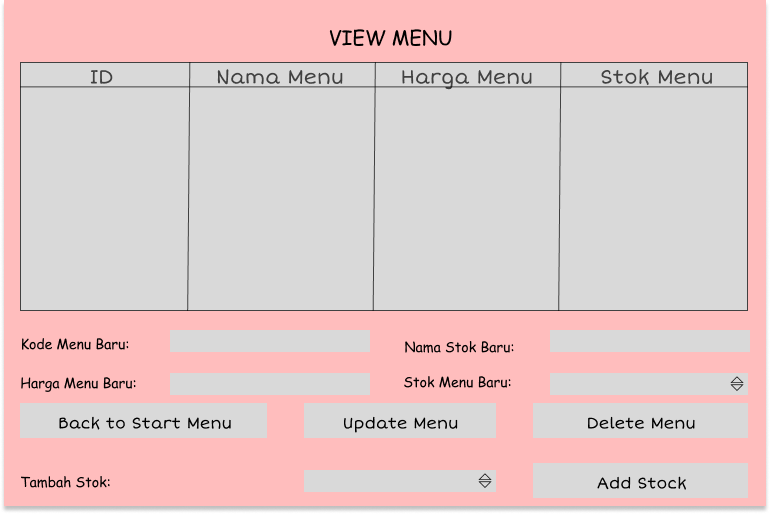 VIEW MENU
ID Nama Menu Harga Menu Stok Menu
Kode Menu Baru: Nama Stok Baru:
Harga Menu Baru: Stok Menu Baru:
Back to Start Menu Update Menu Delete Menu
Tambah Stok: Add Stock